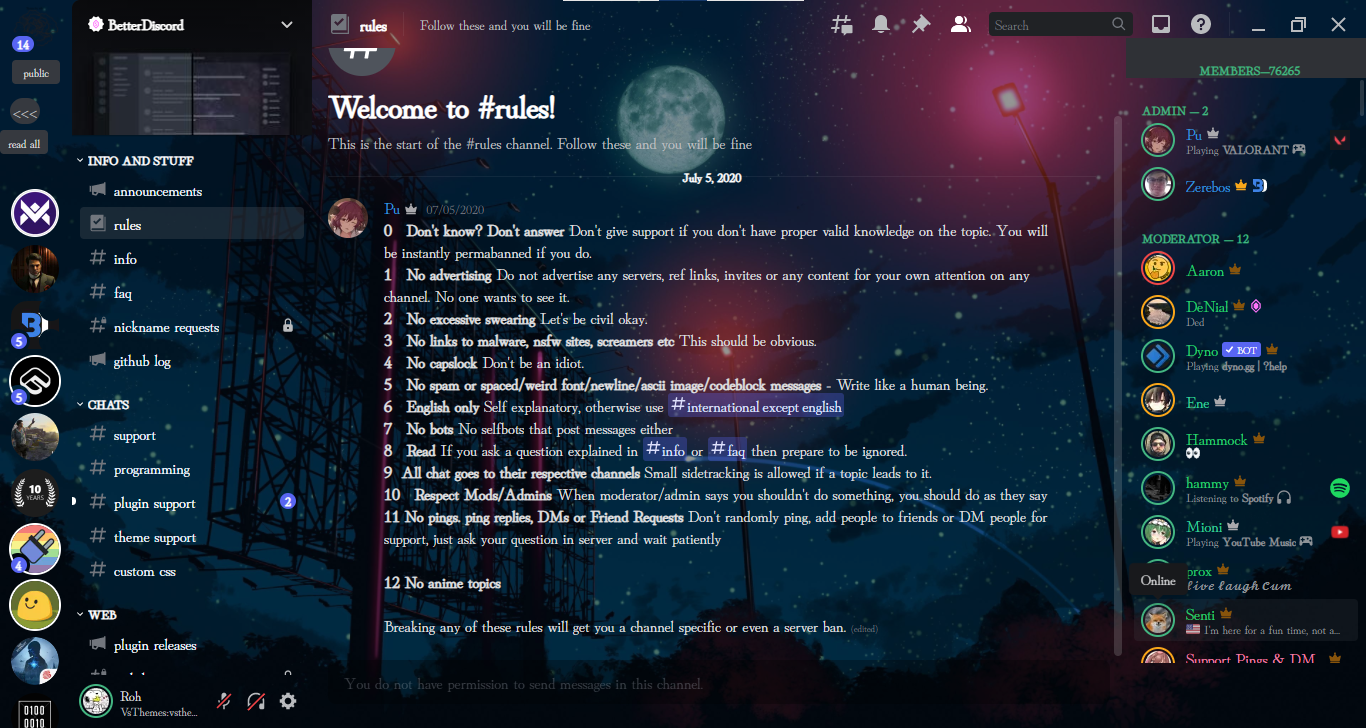 14
public
<<<
read all
5
5
10
YEARS
4
0100
0010
BetterDiscord
INFO AND STUFF
announcements
rules
info
faq
nickname requests
github log
CHATS
support
programming
plugin support
2
theme support
custom css
WEB
plugin releases
Roh
VsThemes:vsthe...
rules
Follow these and you will be fine
Search
Welcome to #rules!
This is the start of the #rules channel. Follow these and you will be fine
July 5, 2020
Pu 07/05/2020
0 Don't know? Don't answer Don't give support if you don't have proper valid knowledge on the topic. You will
be instantly permabanned if you do.
1 No advertising Do not advertise any servers, ref links, invites or any content for your own attention on any
channel. No one wants to see it.
2 No excessive swearing Let's be civil okay.
3 No links to malware, nsfw sites, screamers etc This should be obvious.
4 No capslock Don't be an idiot.
5 No spam or spaced/weird font/newline/ascii image/codeblock messages - Write like a human being.
6 English only Self explanatory, otherwise use #international except english
7 No bots No selfbots that post messages either
8 Read If you ask a question explained in #info or #faq then prepare to be ignored.
9 All chat goes to their respective channels Small sidetracking is allowed if a topic leads to it.
10 Respect Mods/Admins When moderator/admin says you shouldn't do something, you should do as they say
11 No pings. ping replies, DMs or Friend Requests Don't randomly ping, add people to friends or DM people for
support, just ask your question in server and wait patiently
12 No anime topics
Breaking any of these rules will get you a channel specific or even a server ban. (edited)
You do not have permission to send messages in this channel.
MEMBERS—76265
ADMIN — 2
Pu
Playing VALORANT
Zerebos
MODERATOR — 12
Aaron
DeNial
Ded
Dyno BOT
Playing dyno.gg | ?help
Ene
Hammock
hammy
Listening to Spotify
Mioni
Playing YouTube Music
Online
prox
live laugh cum
Senti
I'm here for a fun time, not a...
Support Pings & DM